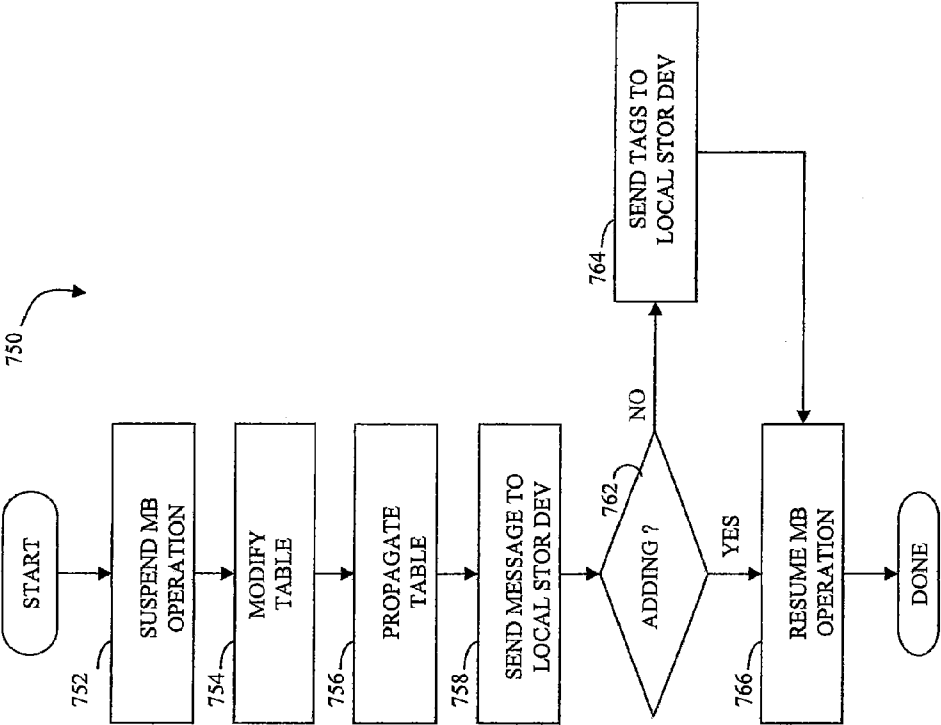 750
START
752
SUSPEND MB
OPERATION
754
MODIFY
TABLE
756
PROPAGATE
TABLE
758
SEND MESSAGE TO
LOCAL STOR DEV
762
ADDING ?
NO
764
SEND TAGS TO
LOCAL STOR DEV
YES
766
RESUME MB
OPERATION
DONE